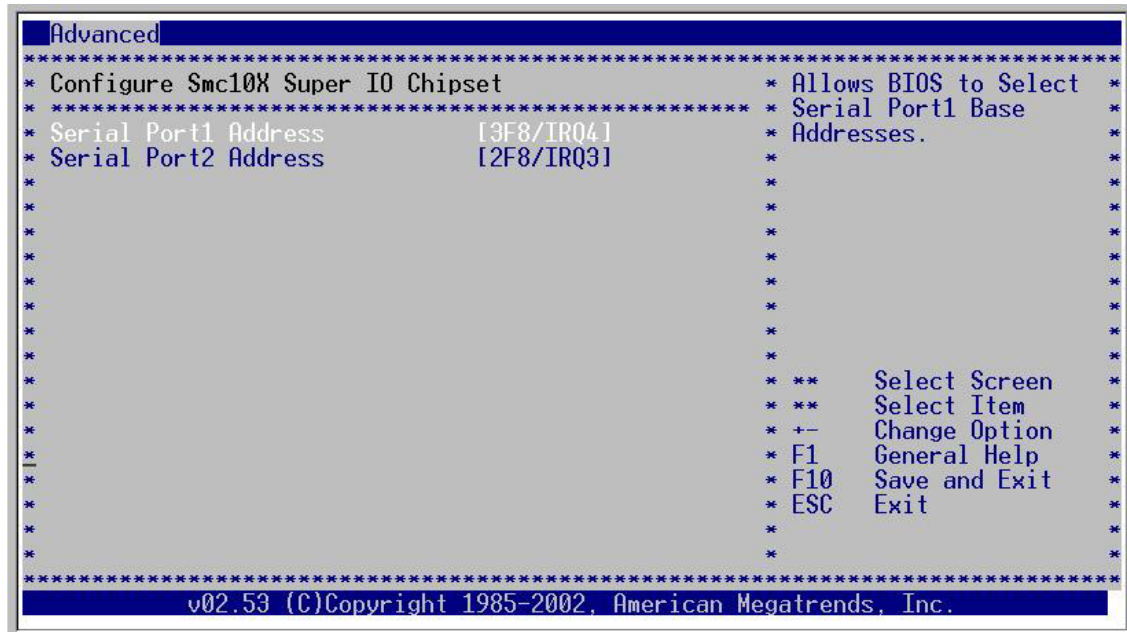 Advanced
Configure Smc10X Super IO Chipset
Serial Port1 Address [3F8/IRQ4]
Serial Port2 Address [2F8/IRQ3]
Allows BIOS to Select
Serial Port1 Base
Addresses.
** Select Screen
** Select Item
+- Change Option
F1 General Help
F10 Save and Exit
ESC Exit
v02.53 (C)Copyright 1985-2002, American Megatrends, Inc.